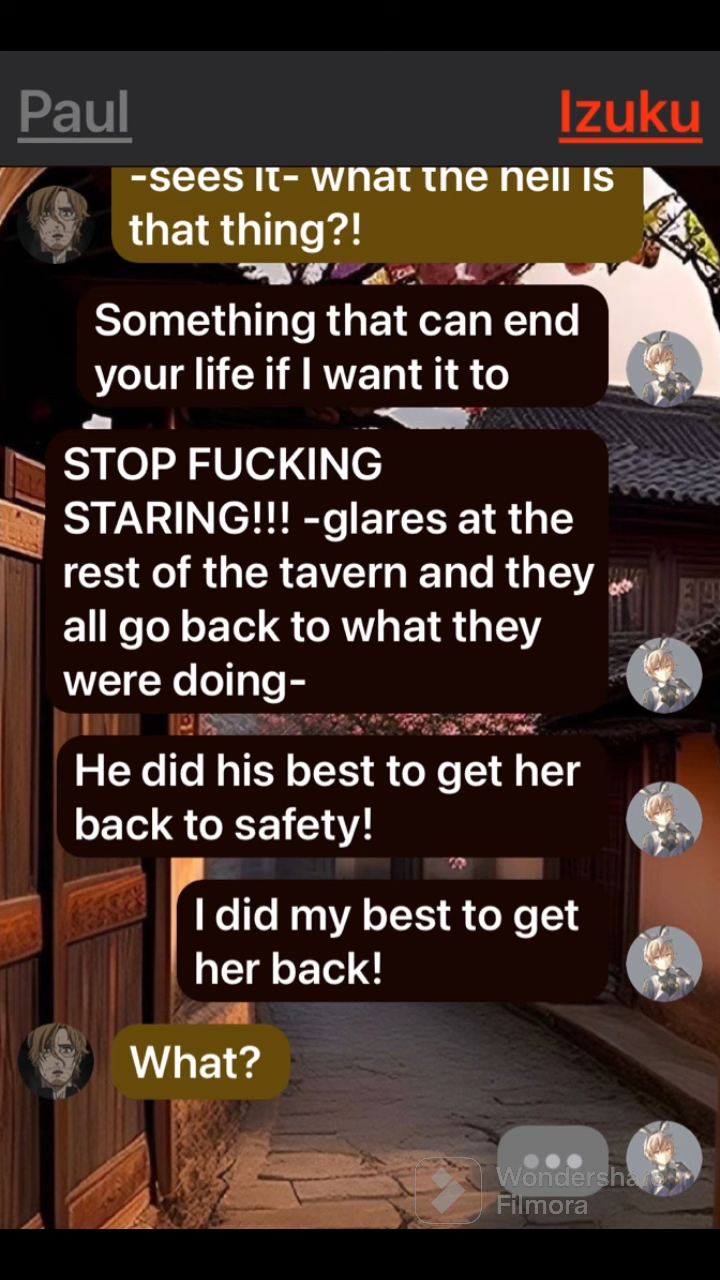 Paul
Izuku
-sees it- what the hell is
that thing?!
Something that can end
your life if I want it to
STOP FUCKING
STARING!!! -glares at the
rest of the tavern and they
all go back to what they
were doing-
He did his best to get her
back to safety!
I did my best to get
her back!
What?
Wondershare
Filmora